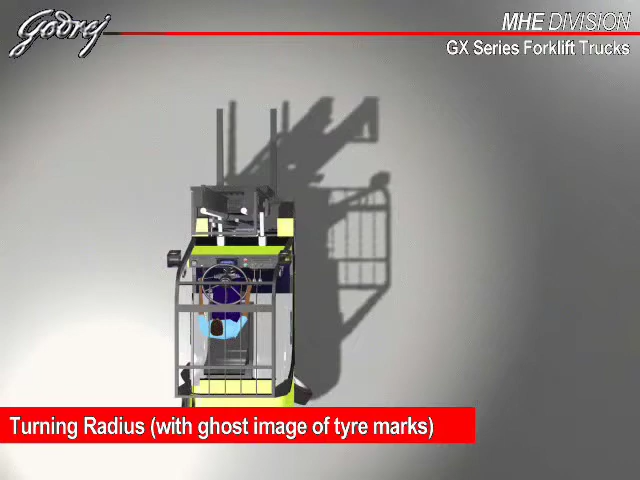 Godrej
MHE DIVISION
GX Series Forklift Trucks
Turning Radius (with ghost image of tyre marks)